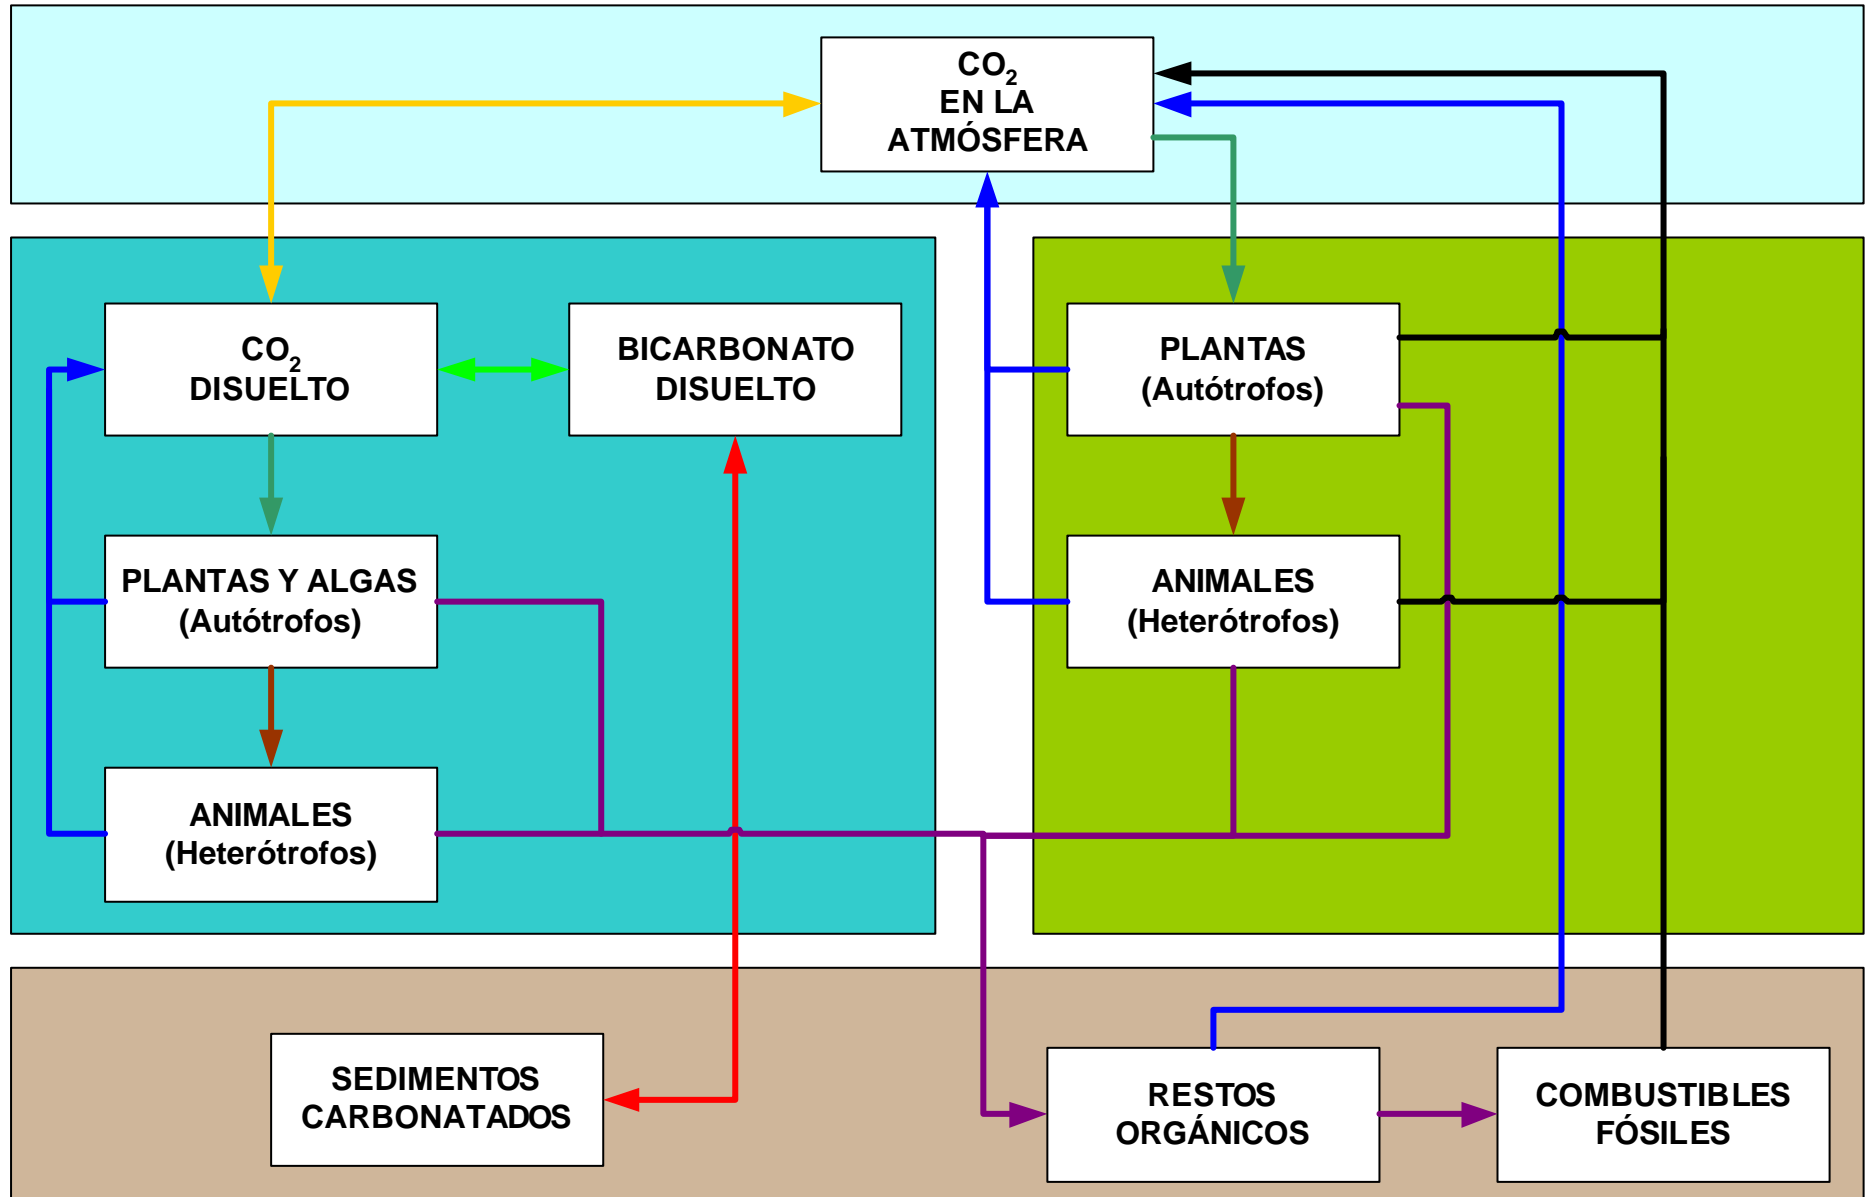 CO₂
EN LA
ATMÓSFERA
CO₂
DISUELTO
BICARBONATO
DISUELTO
PLANTAS
(Autótrofos)
PLANTAS Y ALGAS
(Autótrofos)
ANIMALES
(Heterótrofos)
ANIMALES
(Heterótrofos)
SEDIMENTOS
CARBONATADOS
RESTOS
ORGÁNICOS
COMBUSTIBLES
FÓSILES